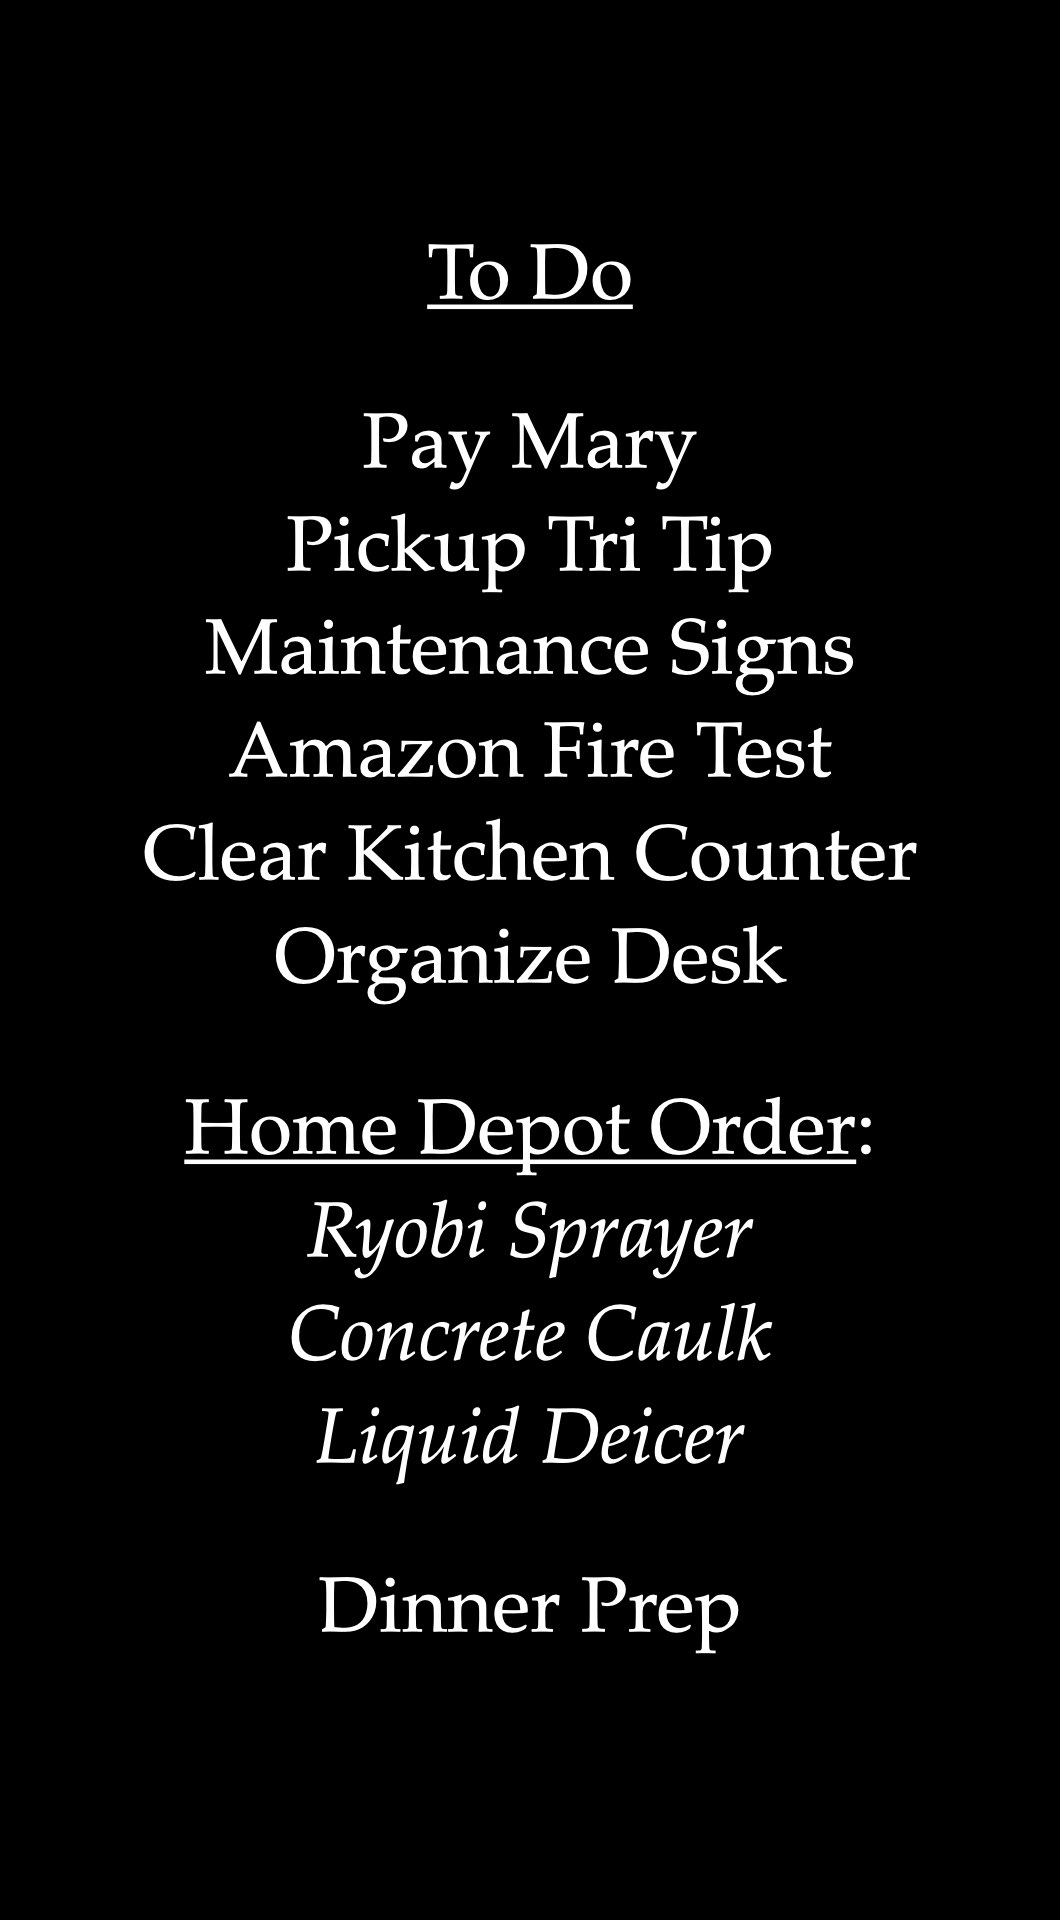 To Do
Pay Mary
Pickup Tri Tip
Maintenance Signs
Amazon Fire Test
Clear Kitchen Counter
Organize Desk
Home Depot Order:
Ryobi Sprayer
Concrete Caulk
Liquid Deicer
Dinner Prep